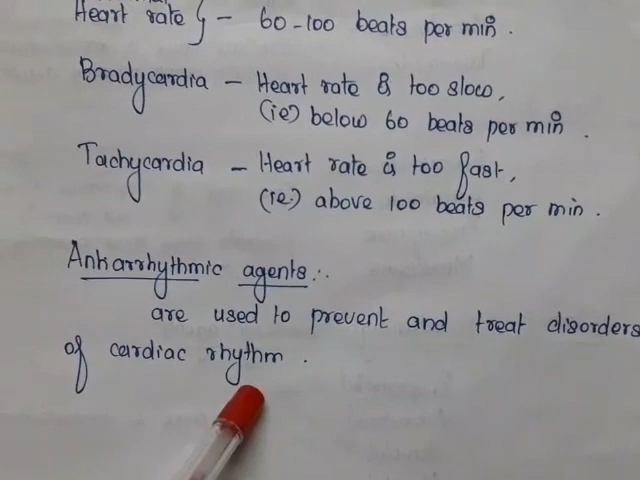 Heart rate } - 60-100 beats per min.
Bradycardia - Heart rate is too slow,
(ie) below 60 beats per min.
Tachycardia - Heart rate is too fast,
(ie.) above 100 beats per min.
Antiarrhythmic agents:.
are used to prevent and treat disorders
of cardiac rhythm.